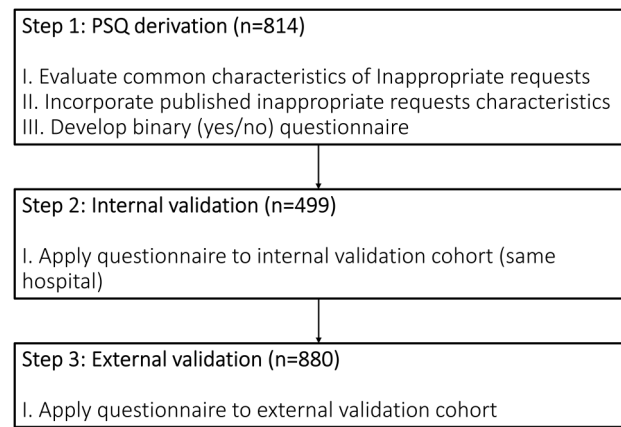 Step 1: PSQ derivation (n=814)
I. Evaluate common characteristics of Inappropriate requests
II. Incorporate published inappropriate requests characteristics
III. Develop binary (yes/no) questionnaire
Step 2: Internal validation (n=499)
I. Apply questionnaire to internal validation cohort (same
hospital)
Step 3: External validation (n=880)
I. Apply questionnaire to external validation cohort